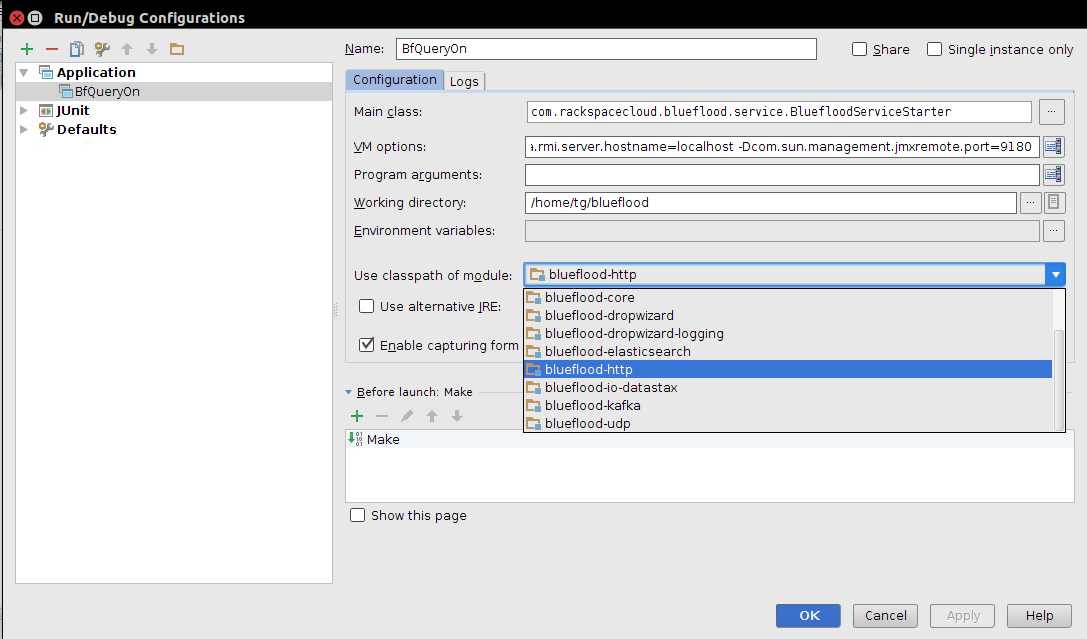 Run/Debug Configurations
Name: BfQueryOn Share Single instance only
Application
BfQueryOn
JUnit
Defaults
Configuration Logs
Main class: com.rackspacecloud.blueflood.service.BluefloodServiceStarter ...
VM options: a.rmi.server.hostname=localhost -Dcom.sun.management.jmxremote.port=9180
Program arguments:
Working directory: /home/tg/blueflood ...
Environment variables: ...
Use classpath of module: blueflood-http
blueflood-core
Use alternative JRE:
blueflood-dropwizard
blueflood-dropwizard-logging
Enable capturing form
blueflood-elasticsearch
blueflood-http
blueflood-io-datastax
blueflood-kafka
blueflood-udp
Before launch: Make
Make
Show this page
OK Cancel Apply Help